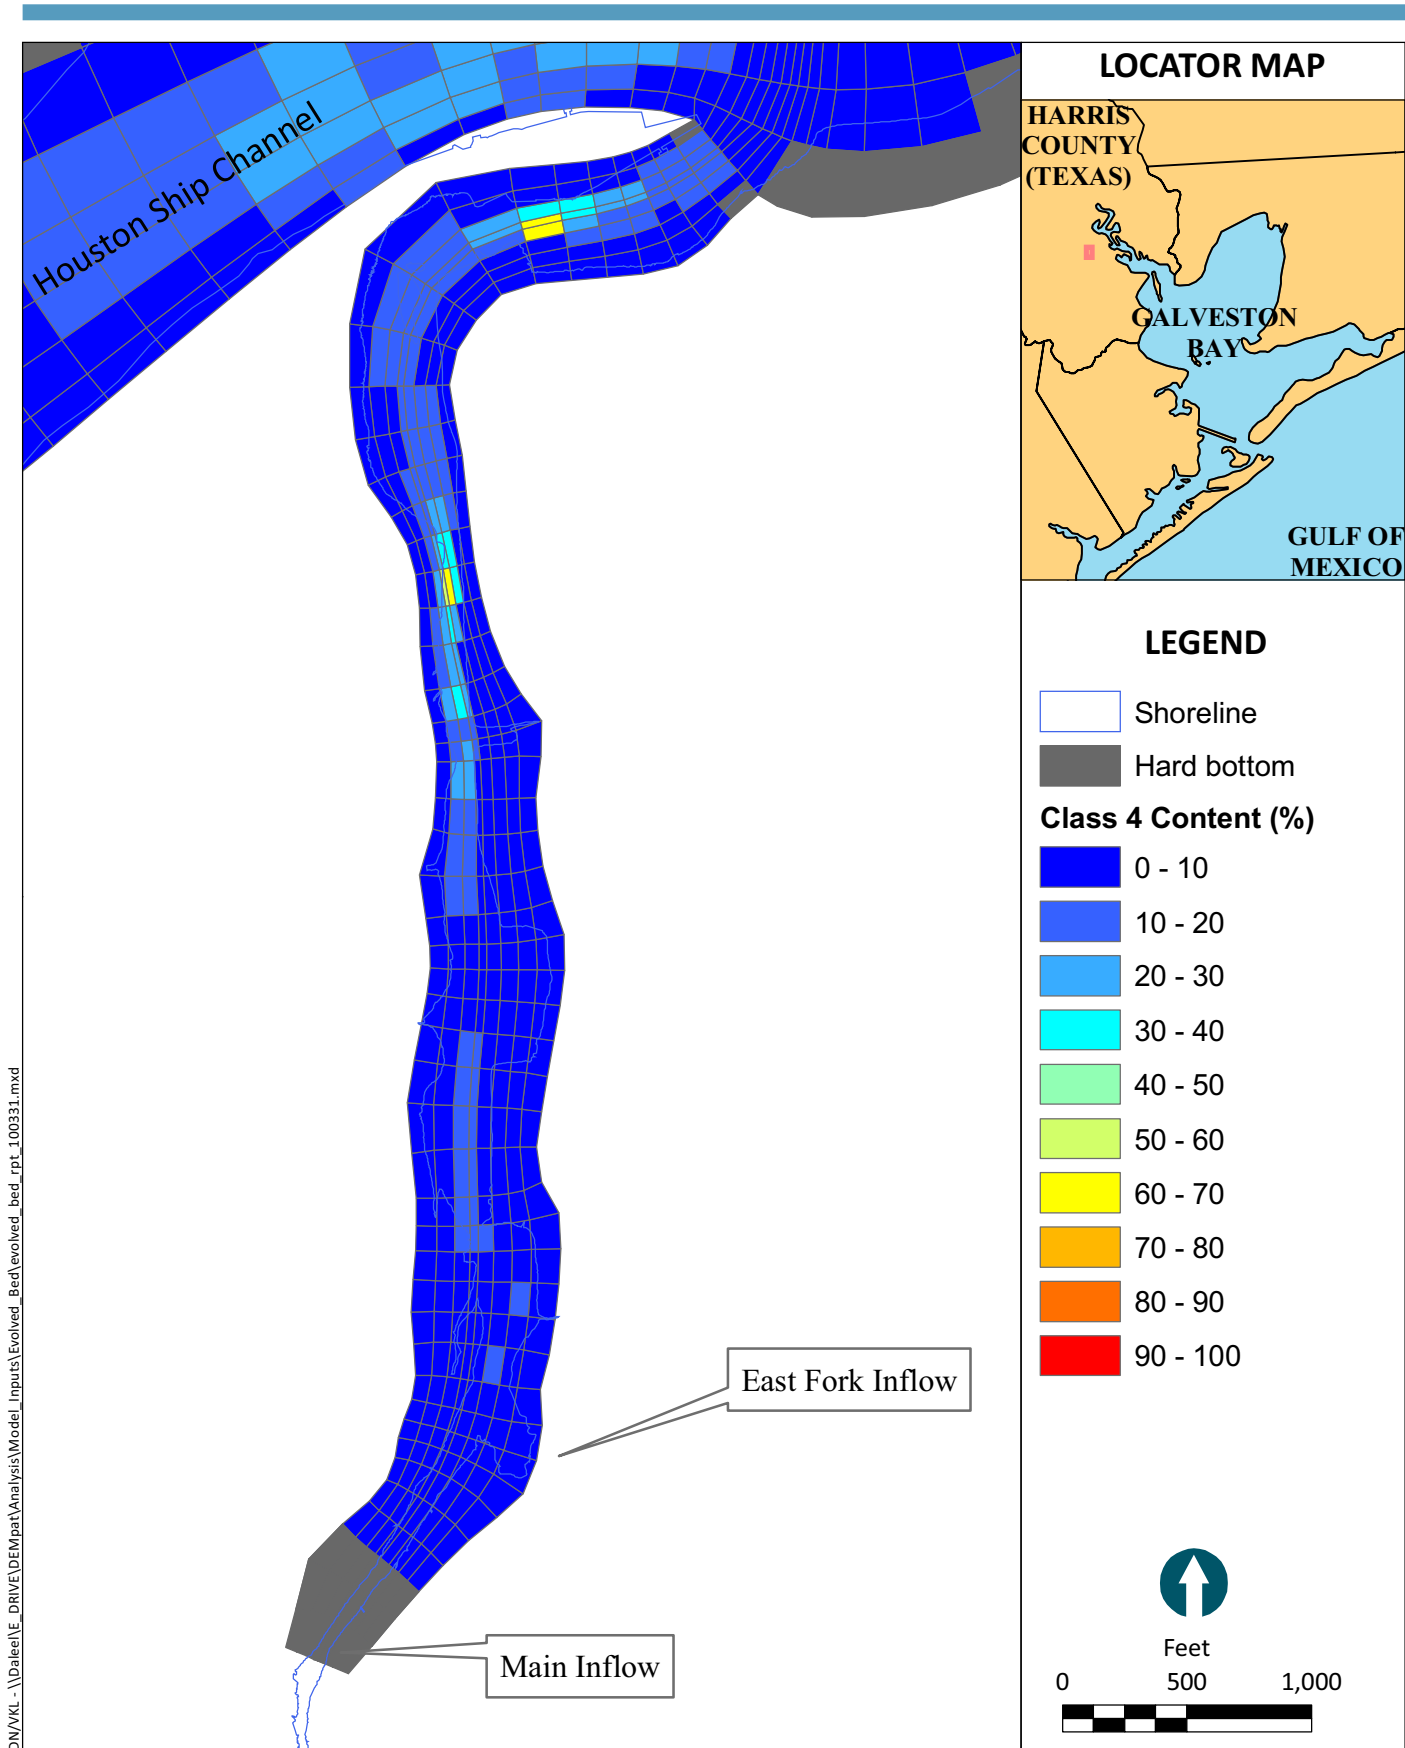 Houston Ship Channel
East Fork Inflow
Main Inflow
DN/VKL - \\Daleel\E_DRIVE\DEMpat\Analysis\Model_Inputs\Evolved_Bed\evolved_bed_rpt_100331.mxd
LOCATOR MAP
HARRIS
COUNTY
(TEXAS)
GALVESTON
BAY
GULF OF
MEXICO
LEGEND
Shoreline
Hard bottom
Class 4 Content (%)
0 - 10
10 - 20
20 - 30
30 - 40
40 - 50
50 - 60
60 - 70
70 - 80
80 - 90
90 - 100
Feet
0 500 1,000